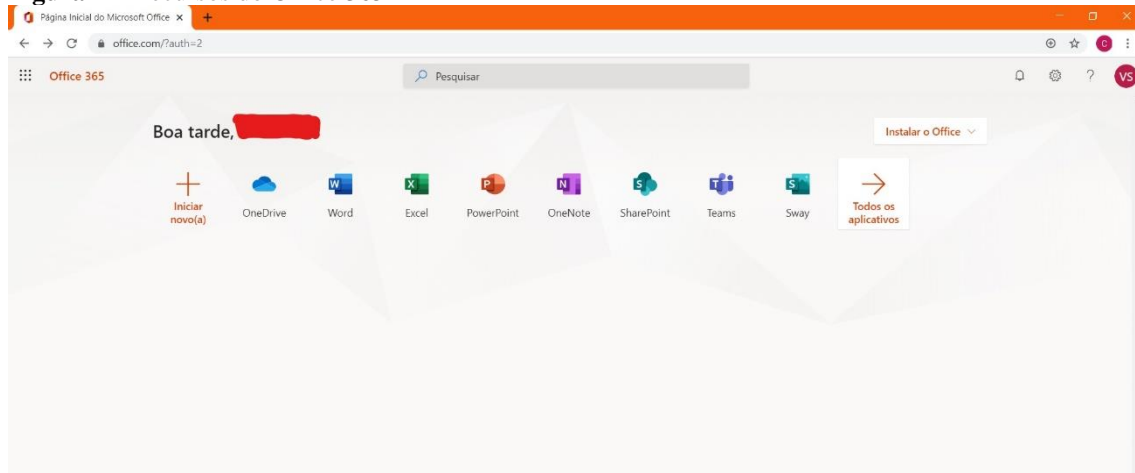 Página Inicial do Microsoft Office
office.com/?auth=2
C
Office 365
Pesquisar
VS
Boa tarde,
Instalar o Office
Iniciar novo(a)
OneDrive
W
Word
X
Excel
P
PowerPoint
N
OneNote
S
SharePoint
T
Teams
S
Sway
Todos os aplicativos